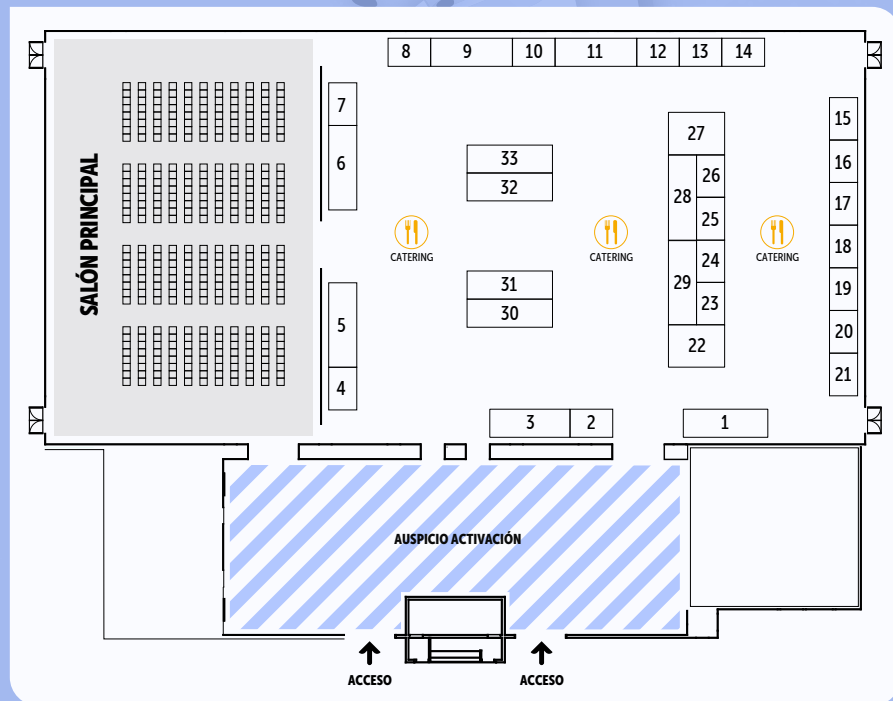 8 9 10 11 12 13 14
7
6
SALÓN PRINCIPAL
33
32
27
28 26
25
15
16
17
18
19
20
21
CATERING
CATERING
CATERING
31
30
29 24
23
22
5
4
3 2
1
AUSPICIO ACTIVACIÓN
ACCESO
ACCESO